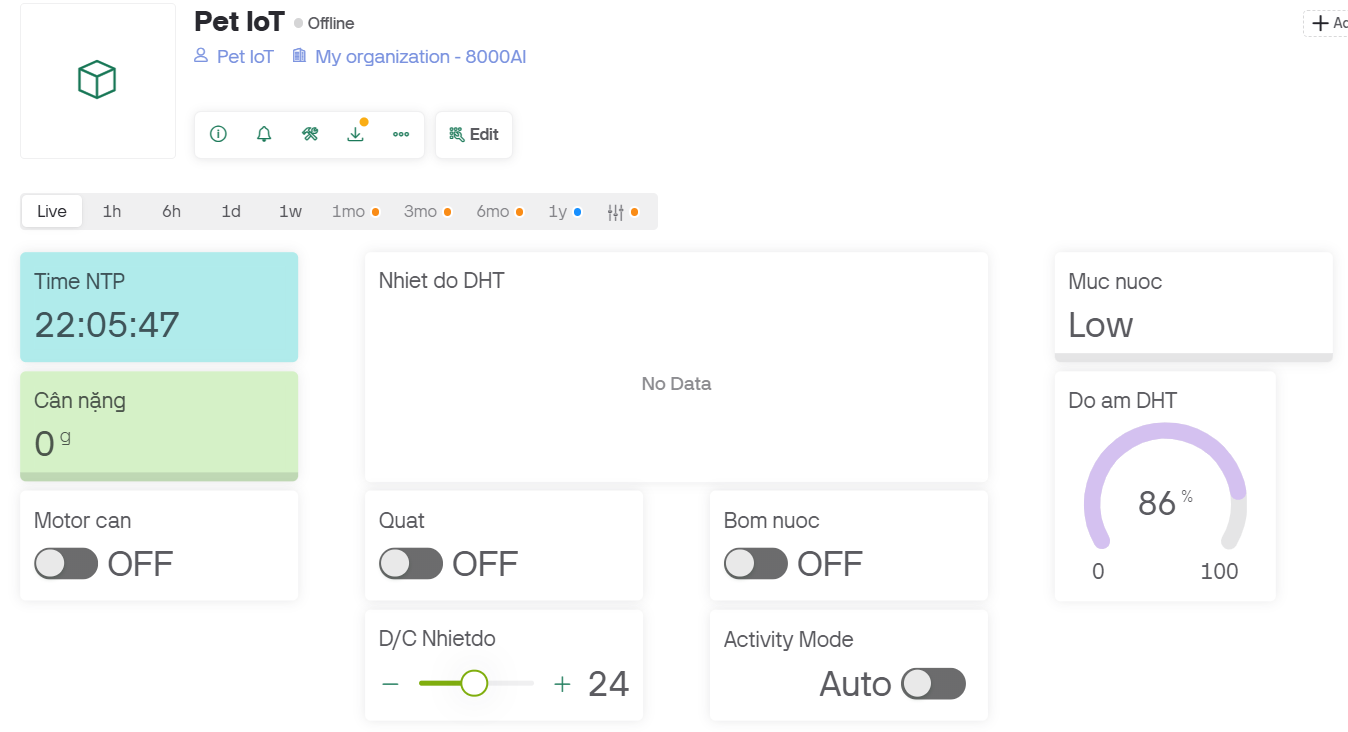 Pet IoT Offline
Pet IoT My organization - 8000AI
Edit
Live 1h 6h 1d 1w 1mo 3mo 6mo 1y
Time NTP
22:05:47
Cân nặng
0 g
Motor can
OFF
Nhiet do DHT
No Data
Quat
OFF
Bom nuoc
OFF
D/C Nhietdo
− + 24
Activity Mode
Auto
Muc nuoc
Low
Do am DHT
86 %
0 100